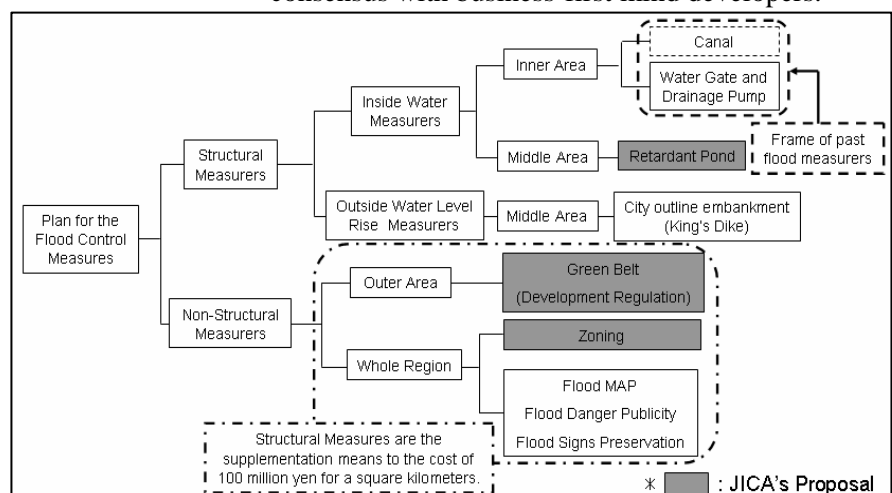 consensus with business-first mind developers.
Canal
Inner Area
Water Gate and
Drainage Pump
Inside Water
Measurers
Frame of past
flood measurers
Structural
Measurers
Middle Area
Retardant Pond
Plan for the
Flood Control
Measures
Outside Water Level
Rise Measurers
Middle Area
City outline embankment
(King's Dike)
Outer Area
Green Belt
(Development Regulation)
Non-Structural
Measurers
Zoning
Whole Region
Flood MAP
Flood Danger Publicity
Flood Signs Preservation
Structural Measures are the
supplementation means to the cost of
100 million yen for a square kilometers.
* : JICA's Proposal